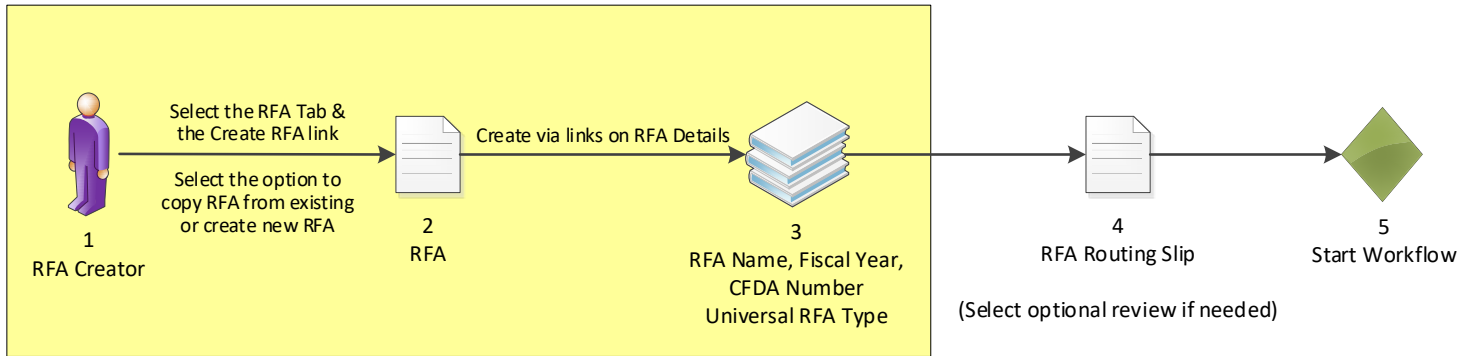 Select the RFA Tab &
the Create RFA link
Select the option to
copy RFA from existing
or create new RFA
Create via links on RFA Details
1
RFA Creator
2
RFA
3
RFA Name, Fiscal Year,
CFDA Number
Universal RFA Type
4
RFA Routing Slip
(Select optional review if needed)
5
Start Workflow